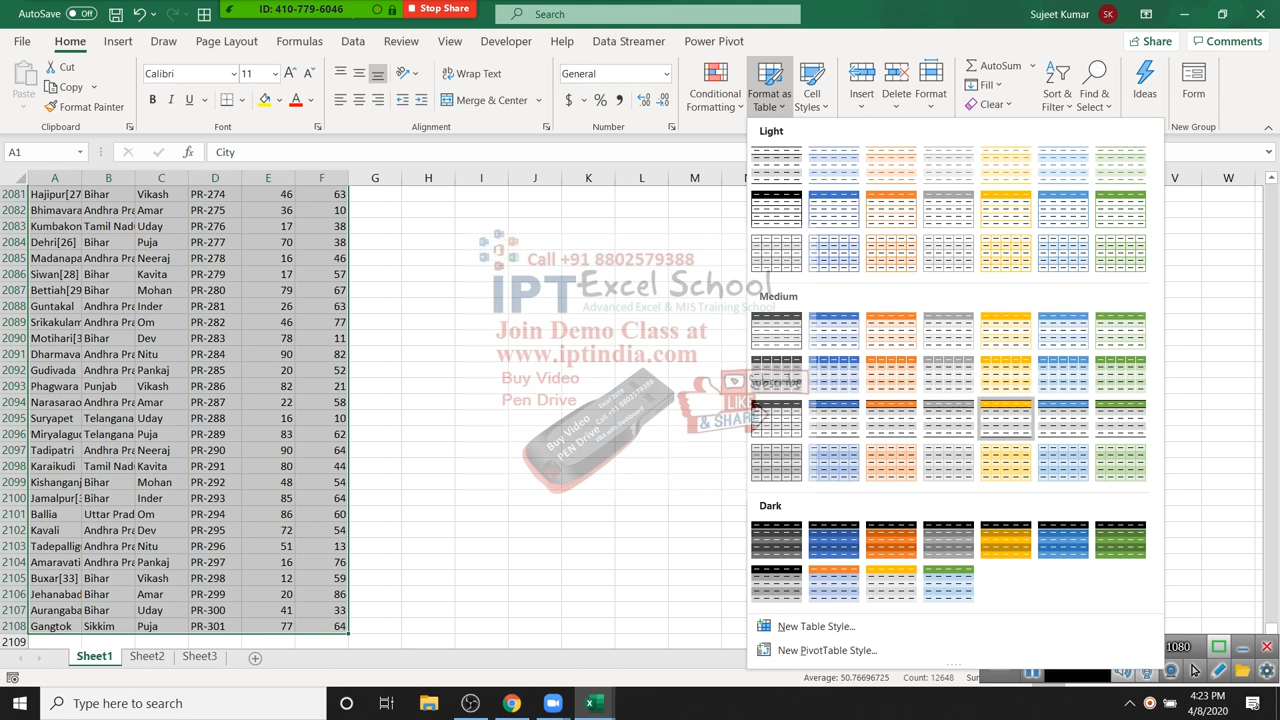 AutoSave Off
ID: 410-779-6046
Stop Share
Search
Sujeet Kumar
SK
File Home Insert Draw Page Layout Formulas Data Review View Developer Help Data Streamer Power Pivot
Share
Comments
Paste
Cut
Copy
Format Painter
Clipboard
Calibri 11
B I U
Font
Wrap Text
Merge & Center
Alignment
General
$ % ,
Number
Conditional Formatting
Format as Table
Cell Styles
Insert
Delete
Format
AutoSum
Fill
Clear
Sort & Filter
Find & Select
Ideas
Form
New Group
A1
fx
City
A B C D E F G H I J K L M V W
2081 Hajipur[27 Bihar Vikash PR-274 46 63
2082 Bhimavara Andhra Pra Amar PR-275 36 10
2083 Kumbakon Tamil Nad Uday PR-276 17 38
2084 Dehri[26] Bihar Puja PR-277 70 38
2085 Madanapa Andhra Pra Neeraj PR-278 16 46
2086 Siwan[28] Bihar Kavita PR-279 17 57
2087 Bettiah[29 Bihar Mohan PR-280 79 67
2088 Guntakal Andhra Pra Inder PR-281 26 63
2089 Srikakulam Andhra Pra Om PR-282 46 77
2090 Motihari[3 Bihar Dev PR-283 78 11
2091 Dharmava Andhra Pra Nitu PR-284 90 82
2092 Gudivada Andhra Pra Pankaj PR-285 20 52
2093 Phagwara Punjab Vikash PR-286 82 21
2094 Narasarao Andhra Pra Amar PR-287 22 58
2095 Suryapet Telangana Uday PR-288 35 10
2096 Miryalagud Telangana Puja PR-289 83 62
2097 Tadipatri Andhra Pra Neeraj PR-290 90 54
2098 Karaikudi Tamil Nad Kavita PR-291 80 44
2099 Kishanganj Bihar Mohan PR-292 48 54
2100 Jamalpur[3 Bihar Inder PR-293 85 64
2101 Ballia Uttar Prad Om PR-294 86 60
2102 Kavali Andhra Pra Dev PR-295 72 54
2103 Tadepallig Andhra Pra Nitu PR-296 51 13
2104 Amaravati Andhra Pra Pankaj PR-297 16 76
2105 Buxar[33] Bihar Vikash PR-298 12 59
2106 Jehanabad Bihar Amar PR-299 20 86
2107 Aurangaba Bihar Uday PR-300 41 33
2108 Gangtok Sikkim Puja PR-301 77 64
2109
Call +91 8802579388
IPT Excel School
Advanced Excel & MIS Training School
Join Demo Class at
www.iptindia.com
Buy Video
Pen Drive
Buy Video
PEN Drive
Call +91 8802579388
SUBSCRIBE
LIKE
& SHARE
Light
Medium
Dark
New Table Style...
New PivotTable Style...
Sheet1 Sheet2 Sheet3
1080
Average: 50.76696725 Count: 12648
Type here to search
4:23 PM
4/8/2020